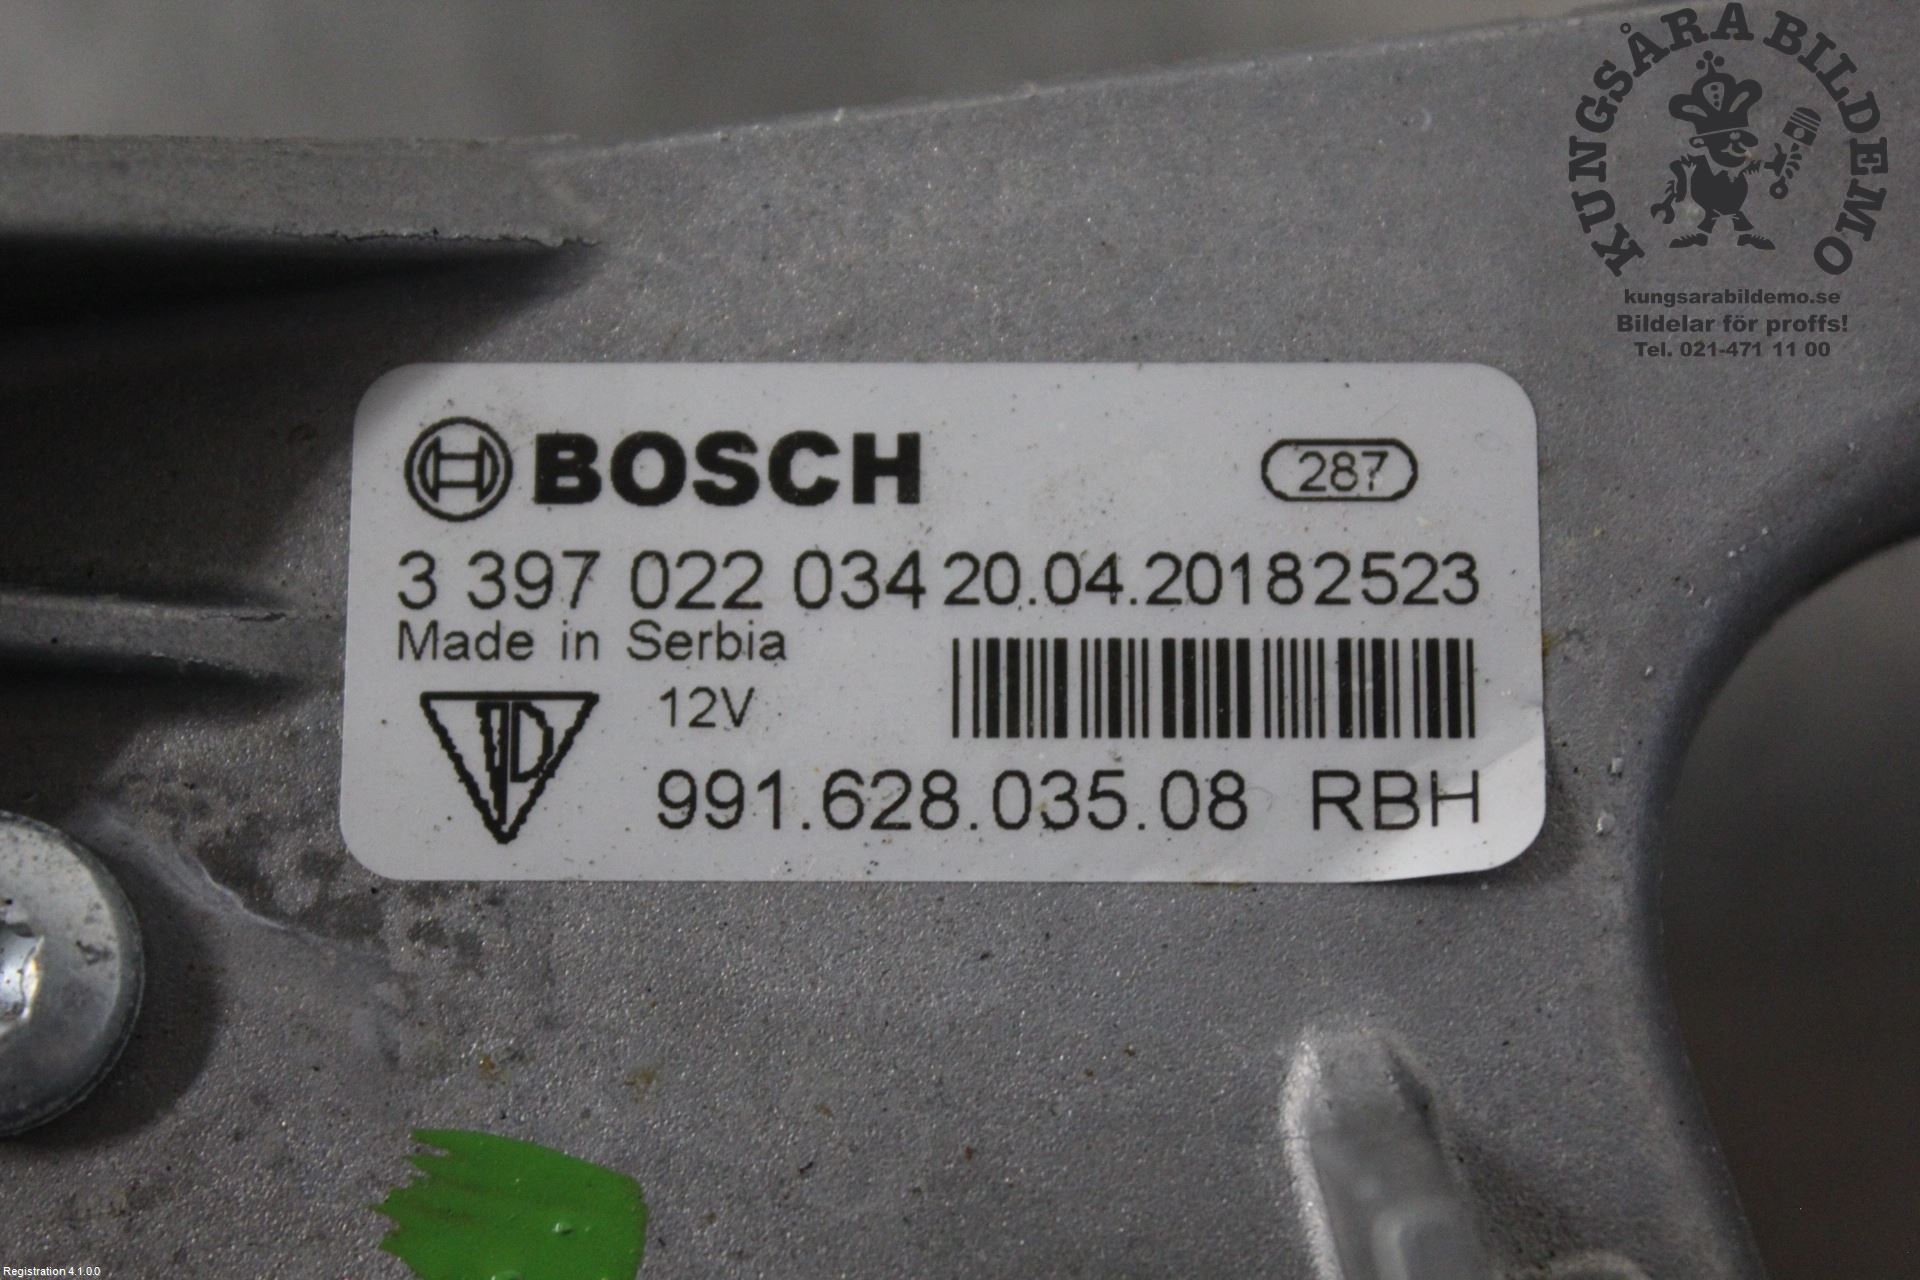 KUNGSÅRA BILDEMO
kungsarabildemo.se
Bildelar för proffs!
Tel. 021-471 11 00
BOSCH
287
3 397 022 034 20.04.2018 2523
Made in Serbia
12V
991.628.035.08 RBH
Registration 4.1.0.0